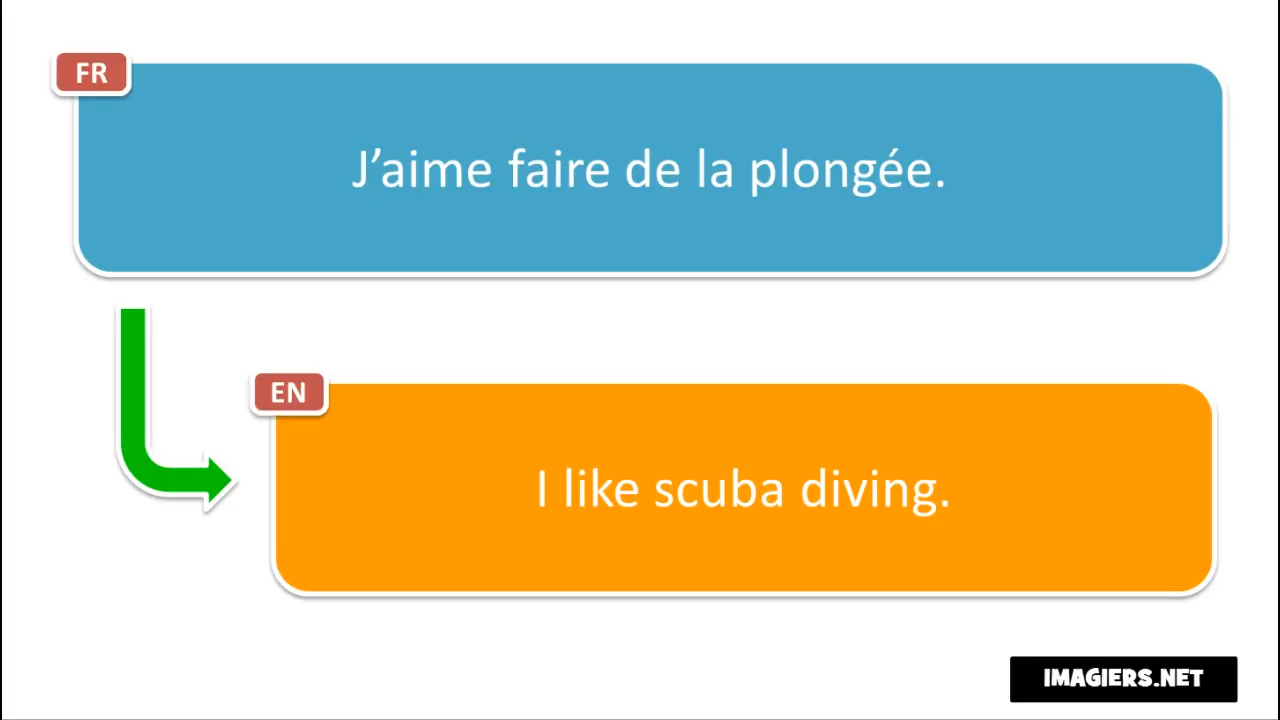 FR
J’aime faire de la plongée.
EN
I like scuba diving.
IMAGIERS.NET